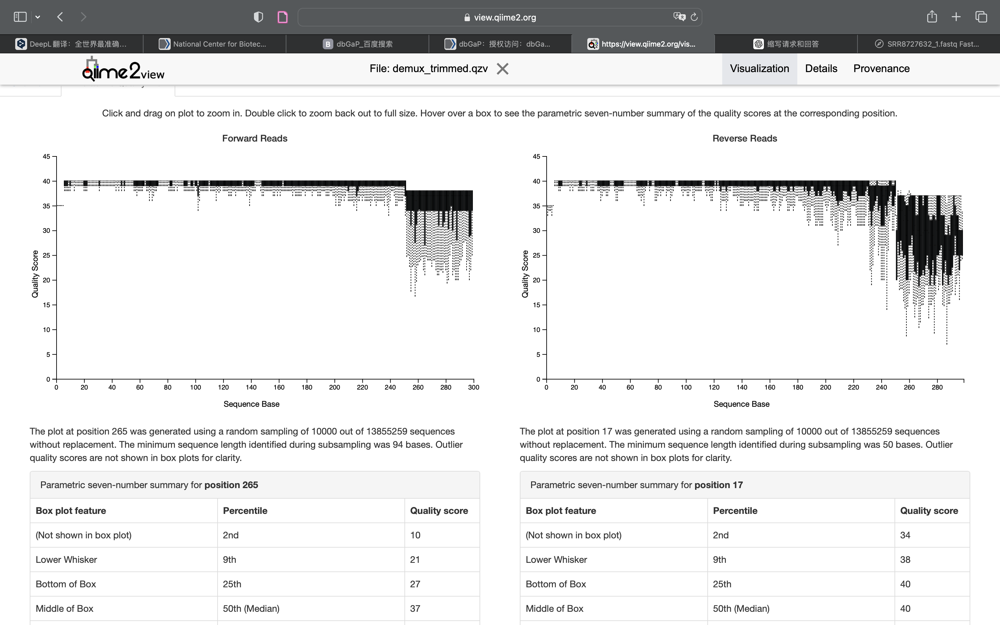 view.qiime2.org
DeepL 翻译：全世界最准确...
National Center for Biotec...
B dbGaP_百度搜索
dbGaP：授权访问：dbGa...
https://view.qiime2.org/vis...
缩写请求和回答
SRR8727632_1.fastq Fast...
qiime2view
File: demux_trimmed.qzv
Visualization
Details
Provenance
Click and drag on plot to zoom in. Double click to zoom back out to full size. Hover over a box to see the parametric seven-number summary of the quality scores at the corresponding position.
Forward Reads
45
40
35
30
25
20
15
10
5
0
Quality Score
0 20 40 60 80 100 120 140 160 180 200 220 240 260 280 300
Sequence Base
Reverse Reads
45
40
35
30
25
20
15
10
5
0
Quality Score
0 20 40 60 80 100 120 140 160 180 200 220 240 260 280
Sequence Base
The plot at position 265 was generated using a random sampling of 10000 out of 13855259 sequences
without replacement. The minimum sequence length identified during subsampling was 94 bases. Outlier
quality scores are not shown in box plots for clarity.
Parametric seven-number summary for position 265
Box plot feature Percentile Quality score
(Not shown in box plot) 2nd 10
Lower Whisker 9th 21
Bottom of Box 25th 27
Middle of Box 50th (Median) 37
The plot at position 17 was generated using a random sampling of 10000 out of 13855259 sequences
without replacement. The minimum sequence length identified during subsampling was 50 bases. Outlier
quality scores are not shown in box plots for clarity.
Parametric seven-number summary for position 17
Box plot feature Percentile Quality score
(Not shown in box plot) 2nd 34
Lower Whisker 9th 38
Bottom of Box 25th 40
Middle of Box 50th (Median) 40